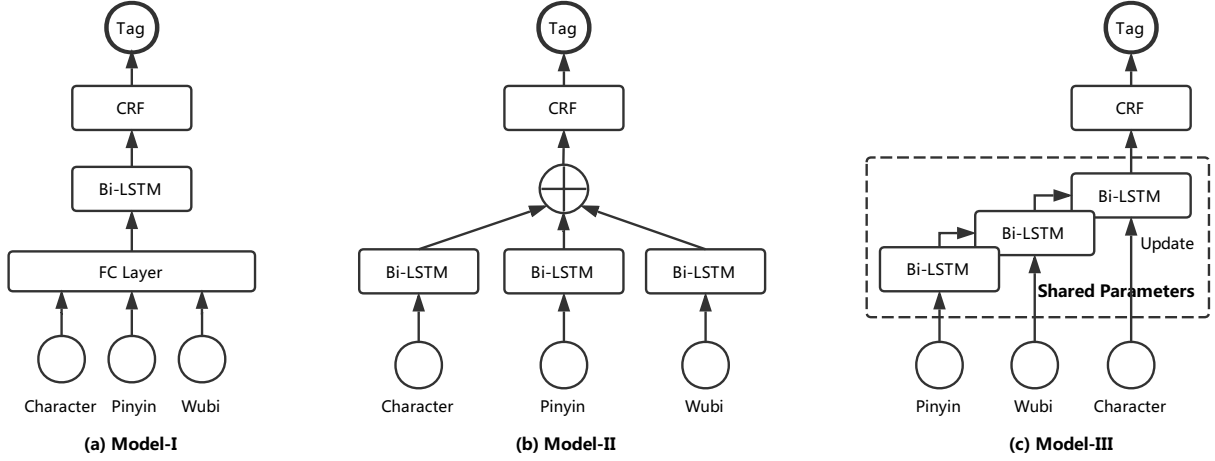 Tag
CRF
Bi-LSTM
FC Layer
Character Pinyin Wubi
(a) Model-I
Tag
CRF
Bi-LSTM Bi-LSTM Bi-LSTM
Character Pinyin Wubi
(b) Model-II
Tag
CRF
Bi-LSTM
Bi-LSTM
Update
Bi-LSTM
Shared Parameters
Pinyin Wubi Character
(c) Model-III